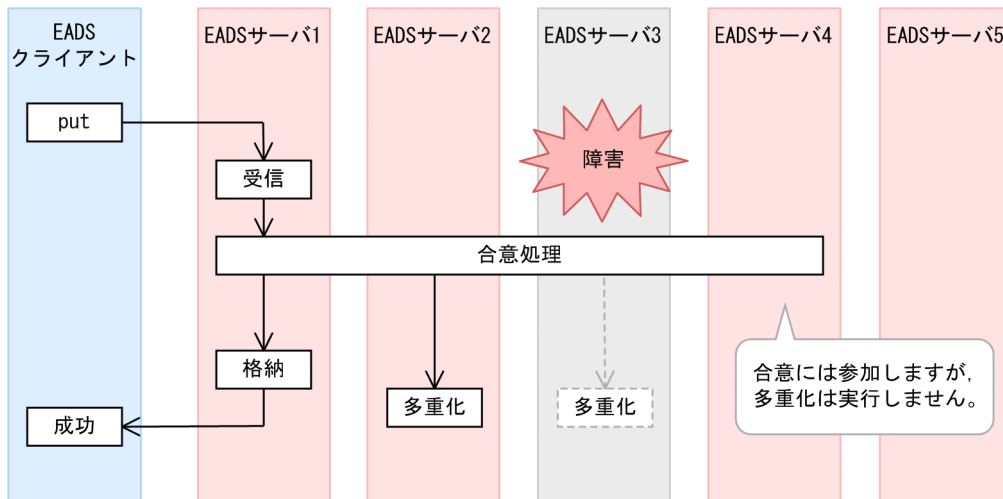 EADS
クライアント
EADSサーバ1
EADSサーバ2
EADSサーバ3
EADSサーバ4
EADSサーバ5
put
受信
障害
合意処理
格納
多重化
多重化
合意には参加しますが,
多重化は実行しません。
成功